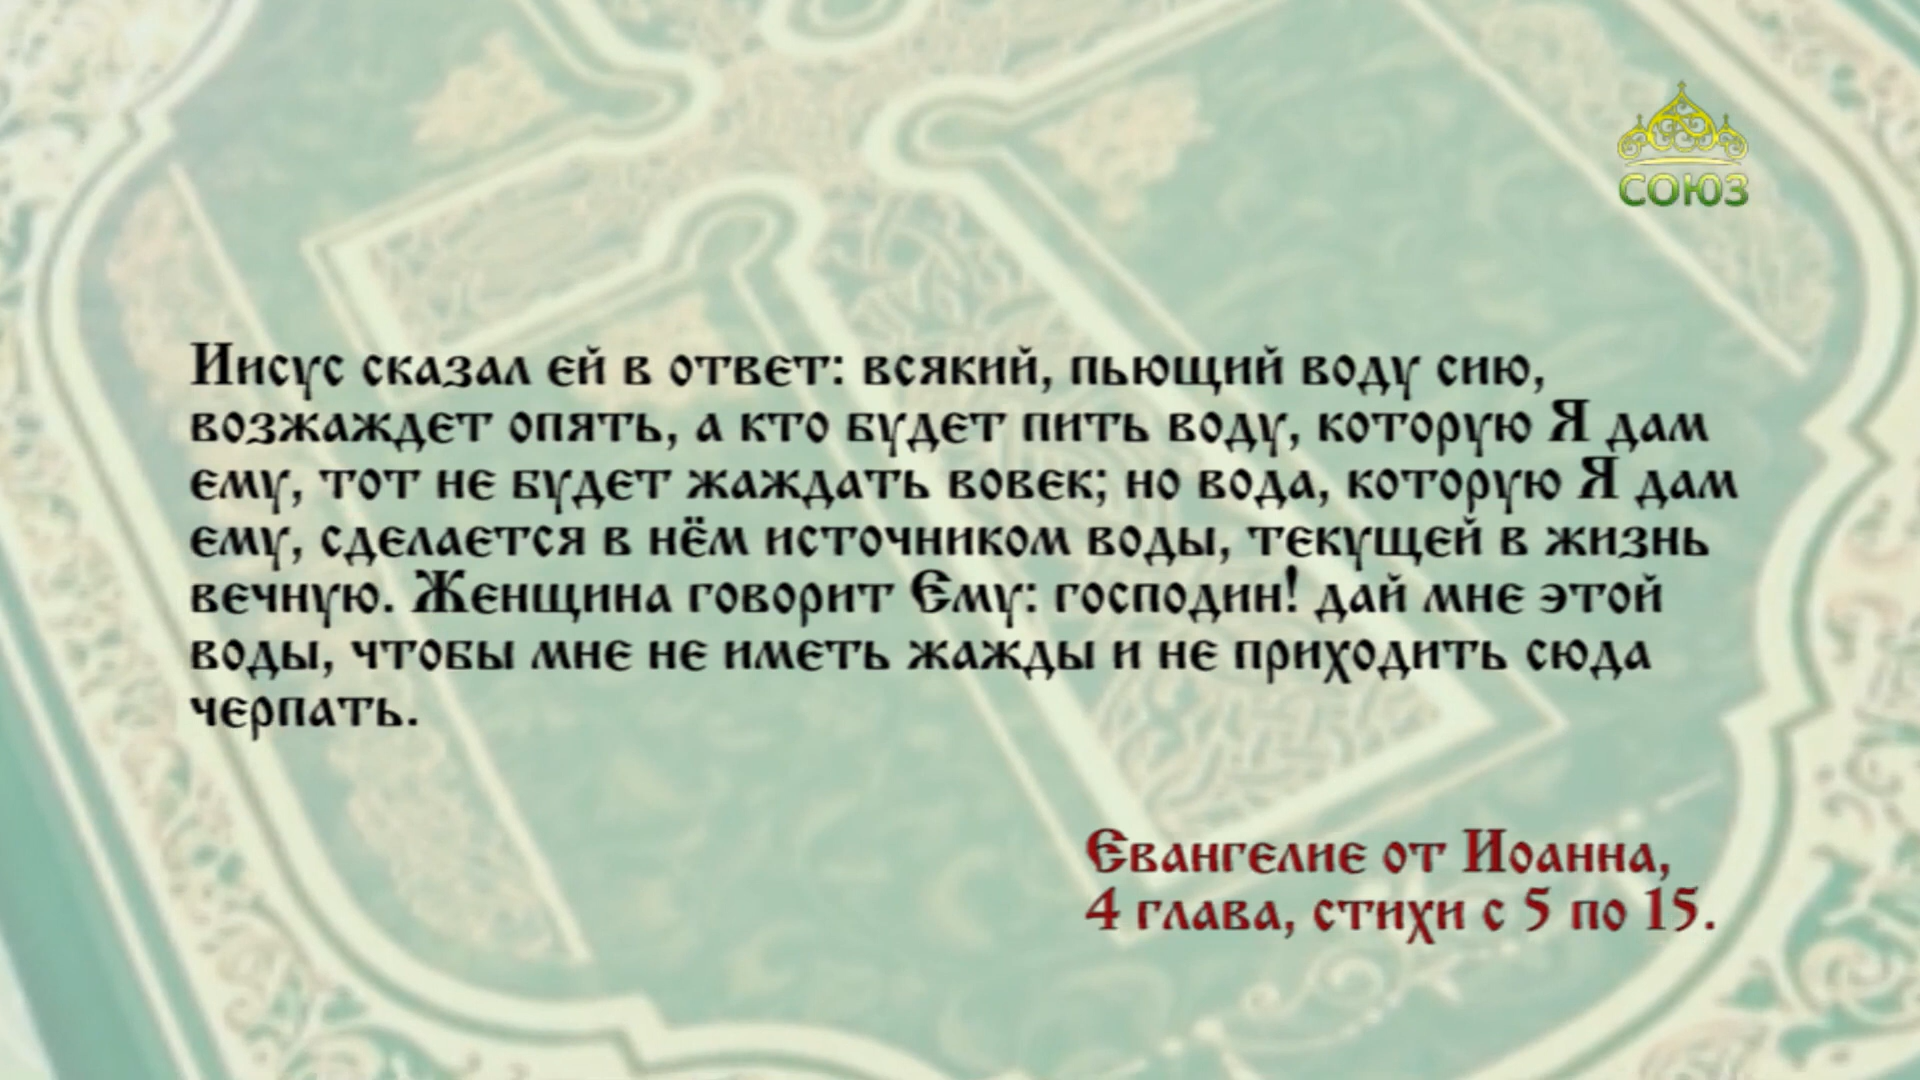 СОЮЗ
Иисус сказал ей в ответ: всякий, пьющий воду сию,
возжаждет опять, а кто будет пить воду, которую Я дам
ему, тот не будет жаждать вовек; но вода, которую Я дам
ему, сделается в нём источником воды, текущей в жизнь
вечную. Женщина говорит Ему: господин! дай мне этой
воды, чтобы мне не иметь жажды и не приходить сюда
черпать.
Евангелие от Иоанна,
4 глава, стихи с 5 по 15.